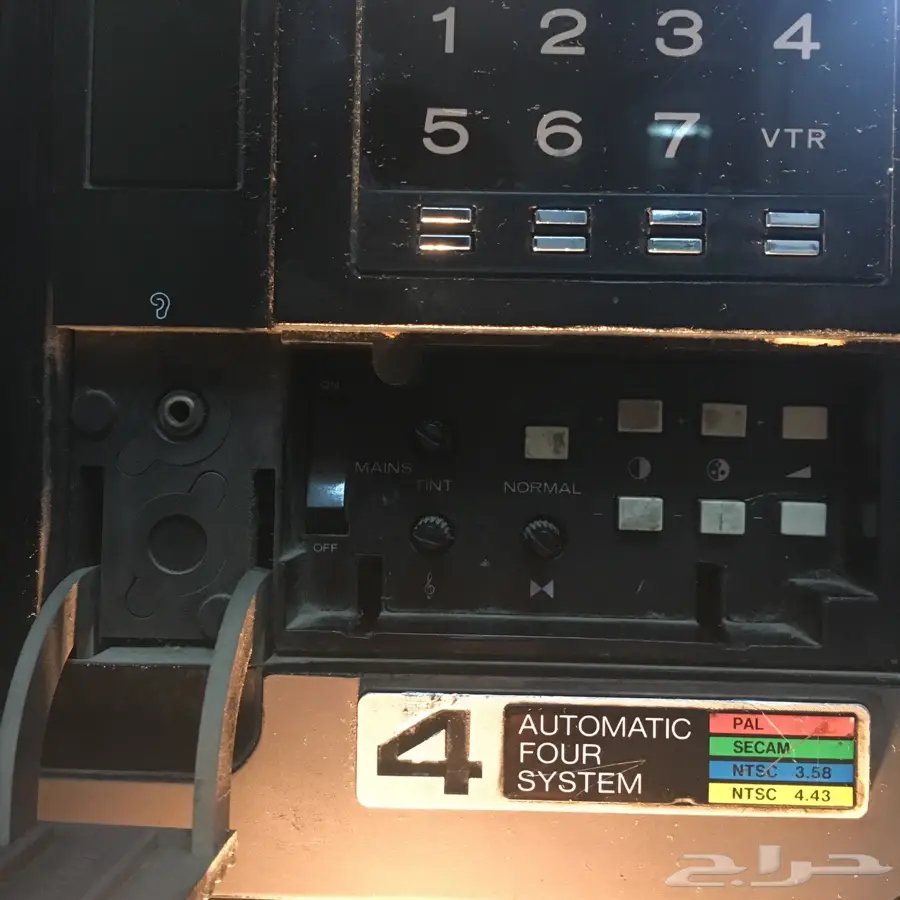 1 2 3 4
5 6 7 VTR
ON
MAINS
TINT
NORMAL
OFF
4
AUTOMATIC
FOUR
SYSTEM
PAL
SECAM
NTSC 3.58
NTSC 4.43
حراج